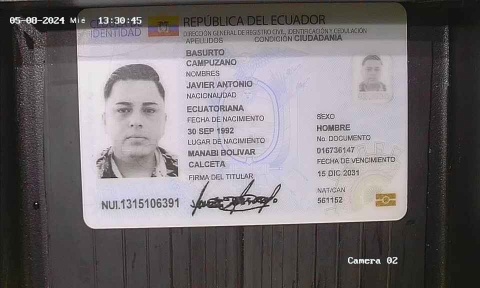 05-08-2024 Mie 13:30:45
REPÚBLICA DEL ECUADOR
IDENTIDAD
DIRECCIÓN GENERAL DE REGISTRO CIVIL, IDENTIFICACIÓN Y CEDULACIÓN
APELLIDOS
CONDICIÓN CIUDADANÍA
BASURTO
CAMPUZANO
NOMBRES
JAVIER ANTONIO
NACIONALIDAD
ECUATORIANA
FECHA DE NACIMIENTO
30 SEP 1992
LUGAR DE NACIMIENTO
MANABI BOLIVAR
CALCETA
FIRMA DEL TITULAR
SEXO
HOMBRE
No. DOCUMENTO
016736147
FECHA DE VENCIMIENTO
15 DIC 2031
NAT/CAN
561152
NUI.1315106391
Camera 02